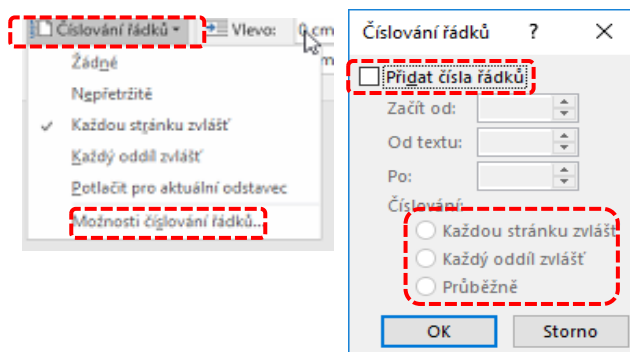 Číslování řádků
Vlevo:
0 cm
Žádné
Nepřetržitě
Každou stránku zvlášť
Každý oddíl zvlášť
Potlačit pro aktuální odstavec
Možnosti číslování řádků...
Číslování řádků ? ×
Přidat čísla řádků
Začít od:
Od textu:
Po:
Číslování:
Každou stránku zvlášť
Každý oddíl zvlášť
Průběžně
OK Storno